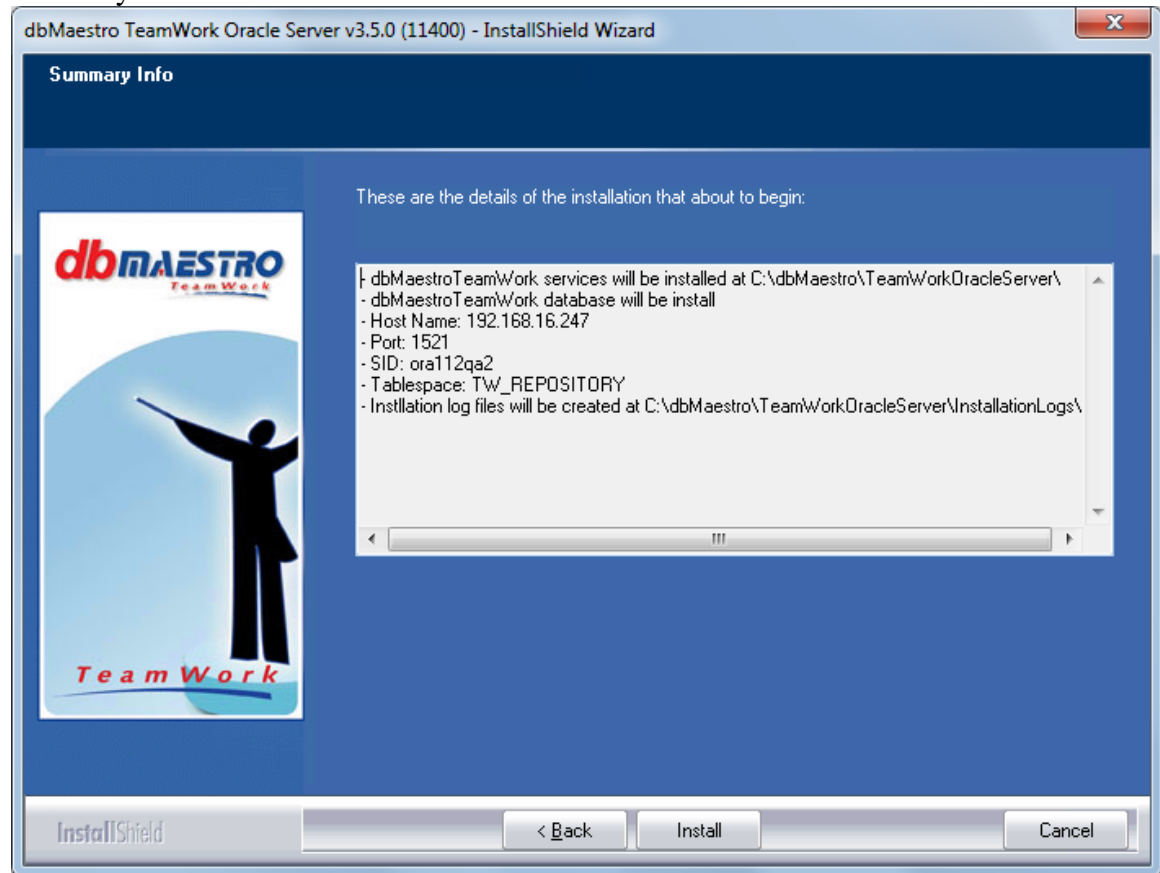 dbMaestro TeamWork Oracle Server v3.5.0 (11400) - InstallShield Wizard
Summary Info
These are the details of the installation that about to begin:
dbMAESTRO
TeamWork
- dbMaestroTeamWork services will be installed at C:\dbMaestro\TeamWorkOracleServer\
- dbMaestroTeamWork database will be install
- Host Name: 192.168.16.247
- Port: 1521
- SID: ora112qa2
- Tablespace: TW_REPOSITORY
- Instllation log files will be created at C:\dbMaestro\TeamWorkOracleServer\InstallationLogs\
TeamWork
InstallShield
< Back
Install
Cancel